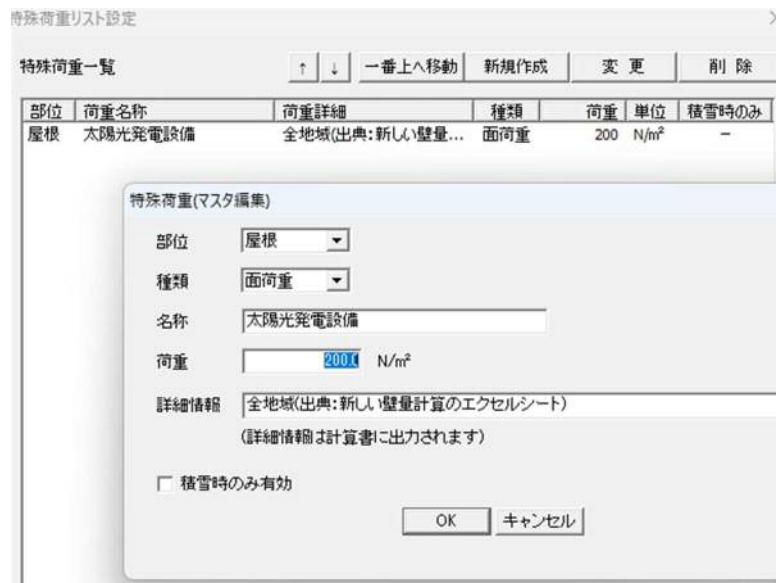 特殊荷重リスト設定
特殊荷重一覧 ↑ ↓ 一番上へ移動 新規作成 変 更 削 除
部位 荷重名称 荷重詳細 種類 荷重 単位 積雪時のみ
屋根 太陽光発電設備 全地域(出典:新しい壁量... 面荷重 200 N/m² −
特殊荷重(マスタ編集)
部位 屋根
種類 面荷重
名称 太陽光発電設備
荷重 200.0 N/m²
詳細情報 全地域(出典:新しい壁量計算のエクセルシート)
(詳細情報は計算書に出力されます)
積雪時のみ有効
OK キャンセル